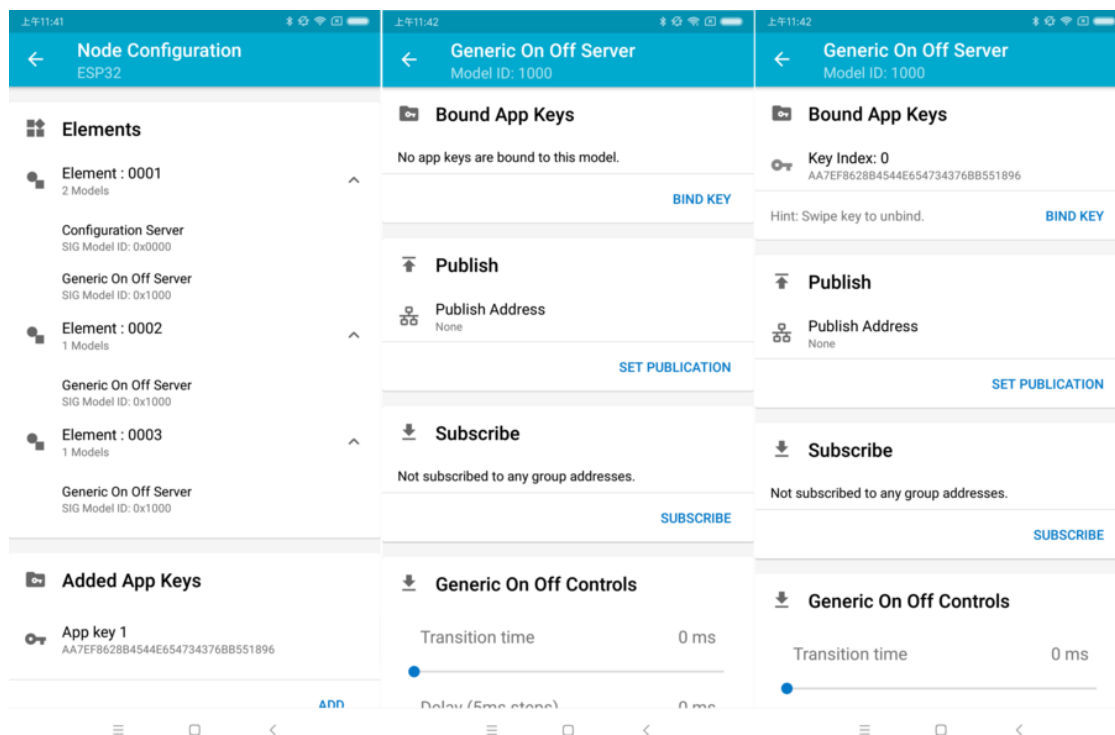 上午11:41
Node Configuration
ESP32
Elements
Element : 0001
2 Models
Configuration Server
SIG Model ID: 0x0000
Generic On Off Server
SIG Model ID: 0x1000
Element : 0002
1 Models
Generic On Off Server
SIG Model ID: 0x1000
Element : 0003
1 Models
Generic On Off Server
SIG Model ID: 0x1000
Added App Keys
App key 1
AA7EF8628B4544E654734376BB551896
ADD
上午11:42
Generic On Off Server
Model ID: 1000
Bound App Keys
No app keys are bound to this model.
BIND KEY
Publish
Publish Address
None
SET PUBLICATION
Subscribe
Not subscribed to any group addresses.
SUBSCRIBE
Generic On Off Controls
Transition time 0 ms
Delay (5ms steps) 0 ms
上午11:42
Generic On Off Server
Model ID: 1000
Bound App Keys
Key Index: 0
AA7EF8628B4544E654734376BB551896
Hint: Swipe key to unbind. BIND KEY
Publish
Publish Address
None
SET PUBLICATION
Subscribe
Not subscribed to any group addresses.
SUBSCRIBE
Generic On Off Controls
Transition time 0 ms